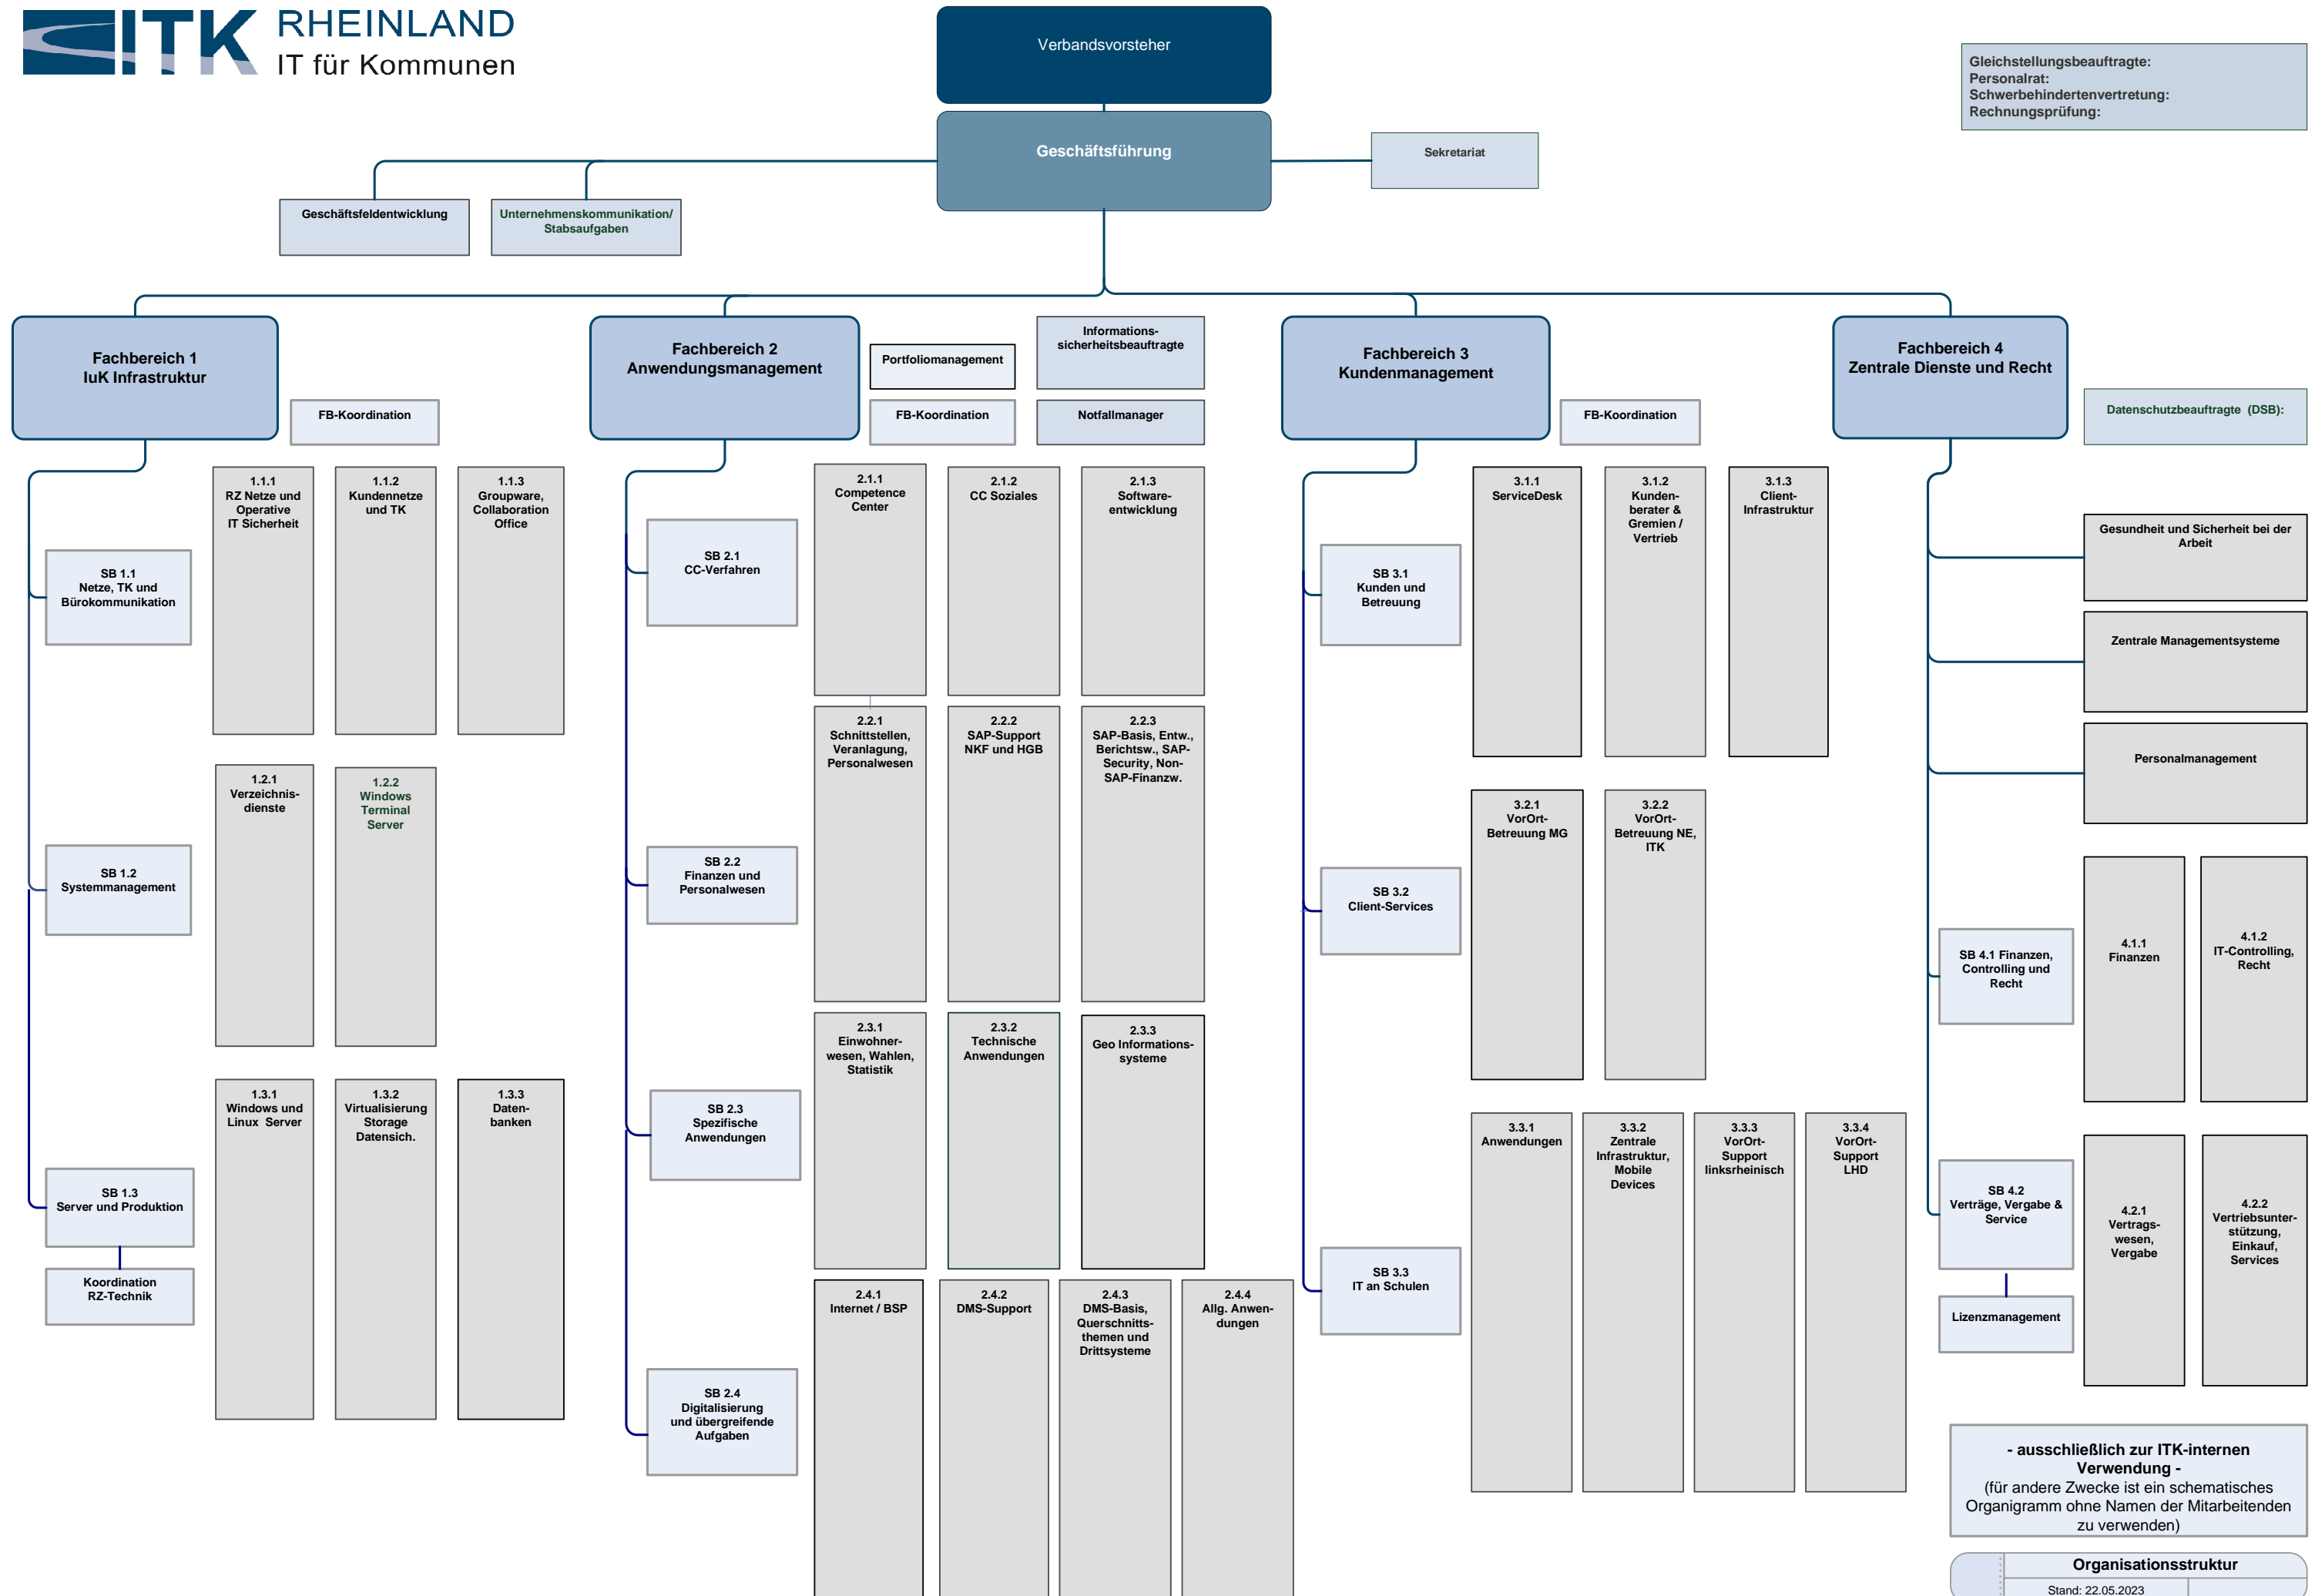 ITK RHEINLAND
IT für Kommunen
Verbandsvorsteher
Gleichstellungsbeauftragte:
Personalrat:
Schwerbehindertenvertretung:
Rechnungsprüfung:
Geschäftsführung
Sekretariat
Geschäftsfeldentwicklung
Unternehmenskommunikation/
Stabsaufgaben
Fachbereich 1
IuK Infrastruktur
FB-Koordination
Fachbereich 2
Anwendungsmanagement
Portfoliomanagement
FB-Koordination
Informations-
sicherheitsbeauftragte
Notfallmanager
Fachbereich 3
Kundenmanagement
FB-Koordination
Fachbereich 4
Zentrale Dienste und Recht
Datenschutzbeauftragte (DSB):
SB 1.1
Netze, TK und
Bürokommunikation
1.1.1
RZ Netze und
Operative
IT Sicherheit
1.1.2
Kundennetze
und TK
1.1.3
Groupware,
Collaboration
Office
SB 1.2
Systemmanagement
1.2.1
Verzeichnis-
dienste
1.2.2
Windows
Terminal
Server
SB 1.3
Server und Produktion
Koordination
RZ-Technik
1.3.1
Windows und
Linux Server
1.3.2
Virtualisierung
Storage
Datensich.
1.3.3
Daten-
banken
SB 2.1
CC-Verfahren
2.1.1
Competence
Center
2.1.2
CC Soziales
2.1.3
Software-
entwicklung
SB 2.2
Finanzen und
Personalwesen
2.2.1
Schnittstellen,
Veranlagung,
Personalwesen
2.2.2
SAP-Support
NKF und HGB
2.2.3
SAP-Basis, Entw.,
Berichtsw., SAP-
Security, Non-
SAP-Finanzw.
SB 2.3
Spezifische
Anwendungen
2.3.1
Einwohner-
wesen, Wahlen,
Statistik
2.3.2
Technische
Anwendungen
2.3.3
Geo Informations-
systeme
SB 2.4
Digitalisierung
und übergreifende
Aufgaben
2.4.1
Internet / BSP
2.4.2
DMS-Support
2.4.3
DMS-Basis,
Querschnitts-
themen und
Drittsysteme
2.4.4
Allg. Anwen-
dungen
SB 3.1
Kunden und
Betreuung
3.1.1
ServiceDesk
3.1.2
Kunden-
berater &
Gremien /
Vertrieb
3.1.3
Client-
Infrastruktur
SB 3.2
Client-Services
3.2.1
VorOrt-
Betreuung MG
3.2.2
VorOrt-
Betreuung NE,
ITK
SB 3.3
IT an Schulen
3.3.1
Anwendungen
3.3.2
Zentrale
Infrastruktur,
Mobile
Devices
3.3.3
VorOrt-
Support
linksrheinisch
3.3.4
VorOrt-
Support
LHD
Gesundheit und Sicherheit bei der
Arbeit
Zentrale Managementsysteme
Personalmanagement
SB 4.1 Finanzen,
Controlling und
Recht
4.1.1
Finanzen
4.1.2
IT-Controlling,
Recht
SB 4.2
Verträge, Vergabe &
Service
Lizenzmanagement
4.2.1
Vertrags-
wesen,
Vergabe
4.2.2
Vertriebsunter-
stützung,
Einkauf,
Services
- ausschließlich zur ITK-internen
Verwendung -
(für andere Zwecke ist ein schematisches
Organigramm ohne Namen der Mitarbeitenden
zu verwenden)
Organisationsstruktur
Stand: 22.05.2023